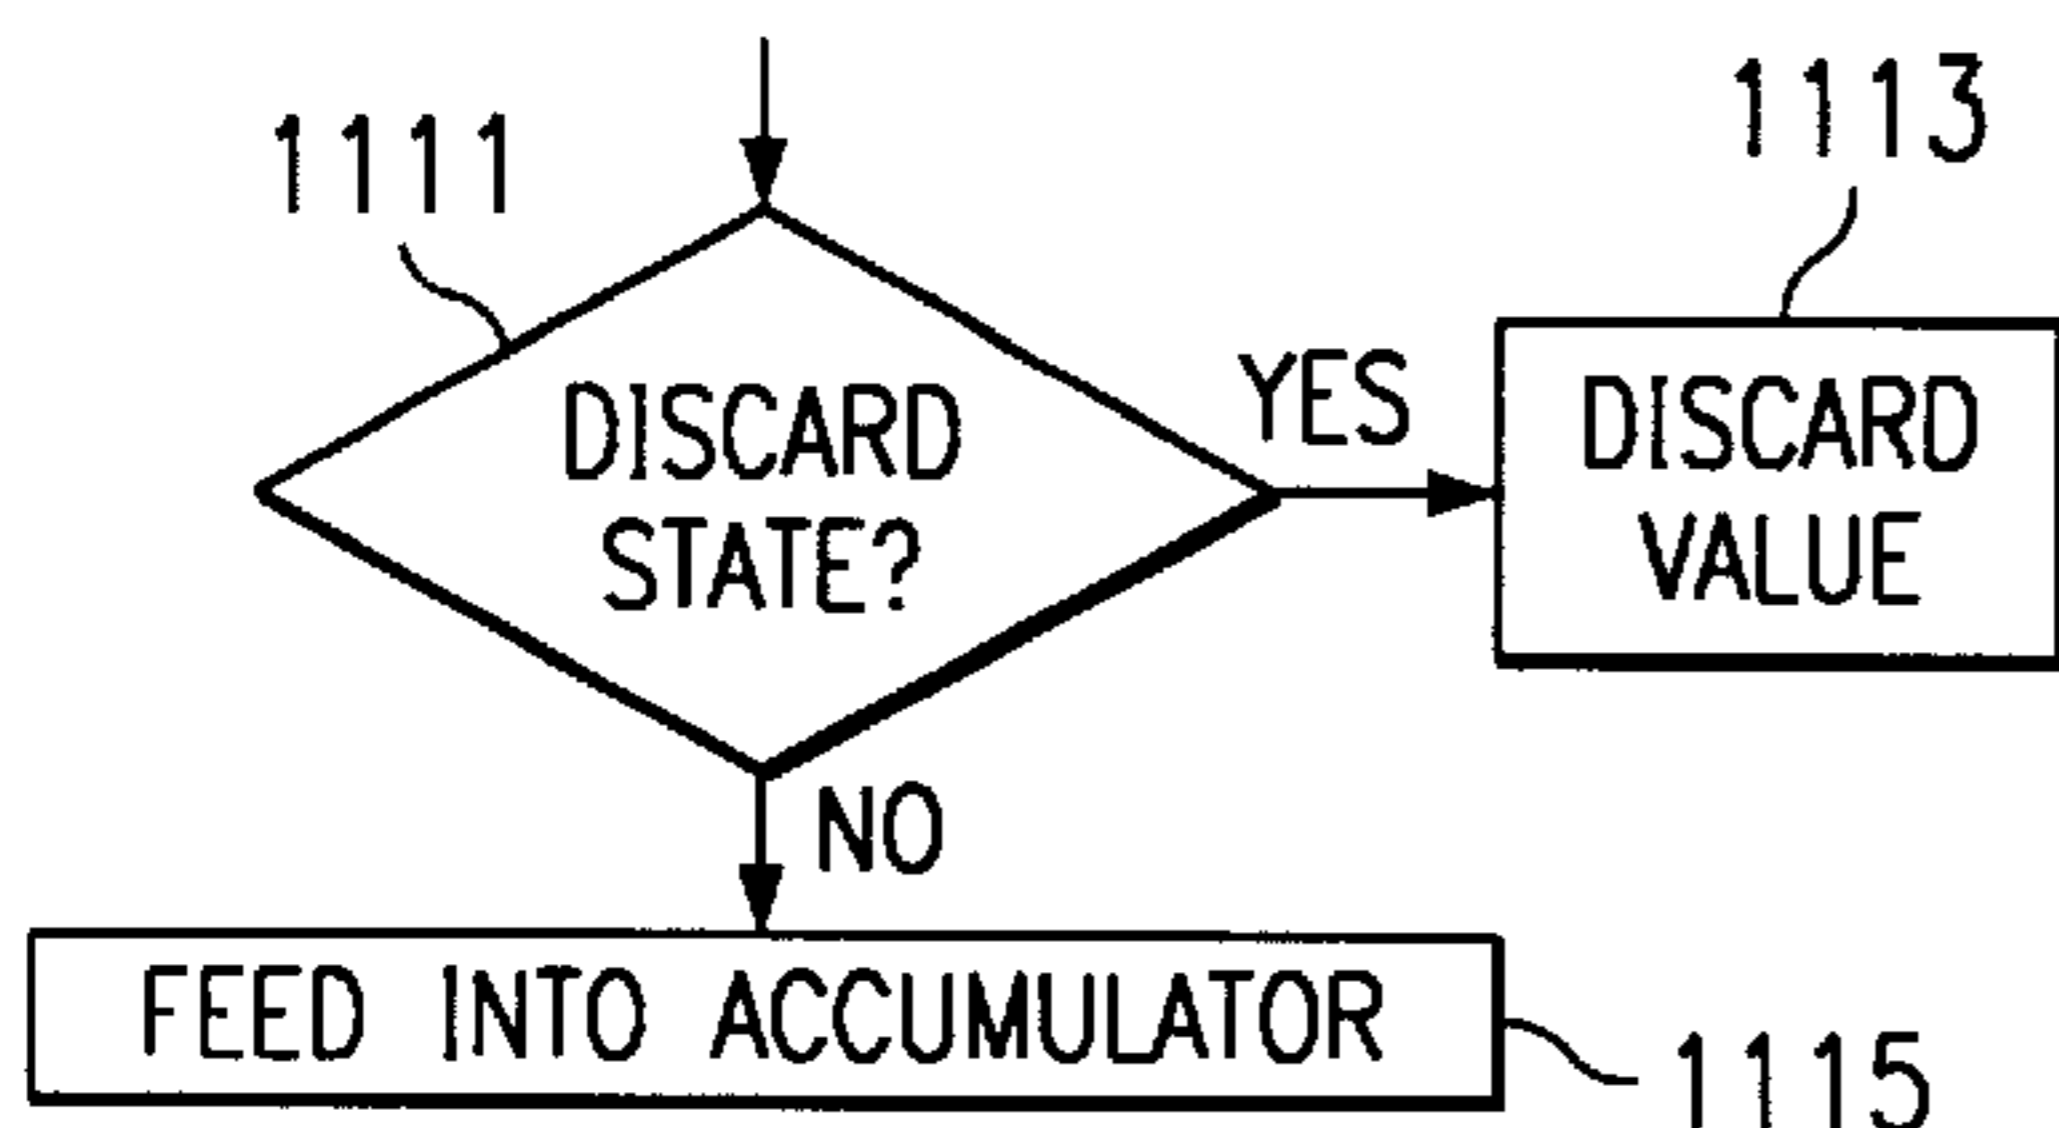 1111
1113
DISCARD
STATE?
YES
DISCARD
VALUE
NO
FEED INTO ACCUMULATOR
1115